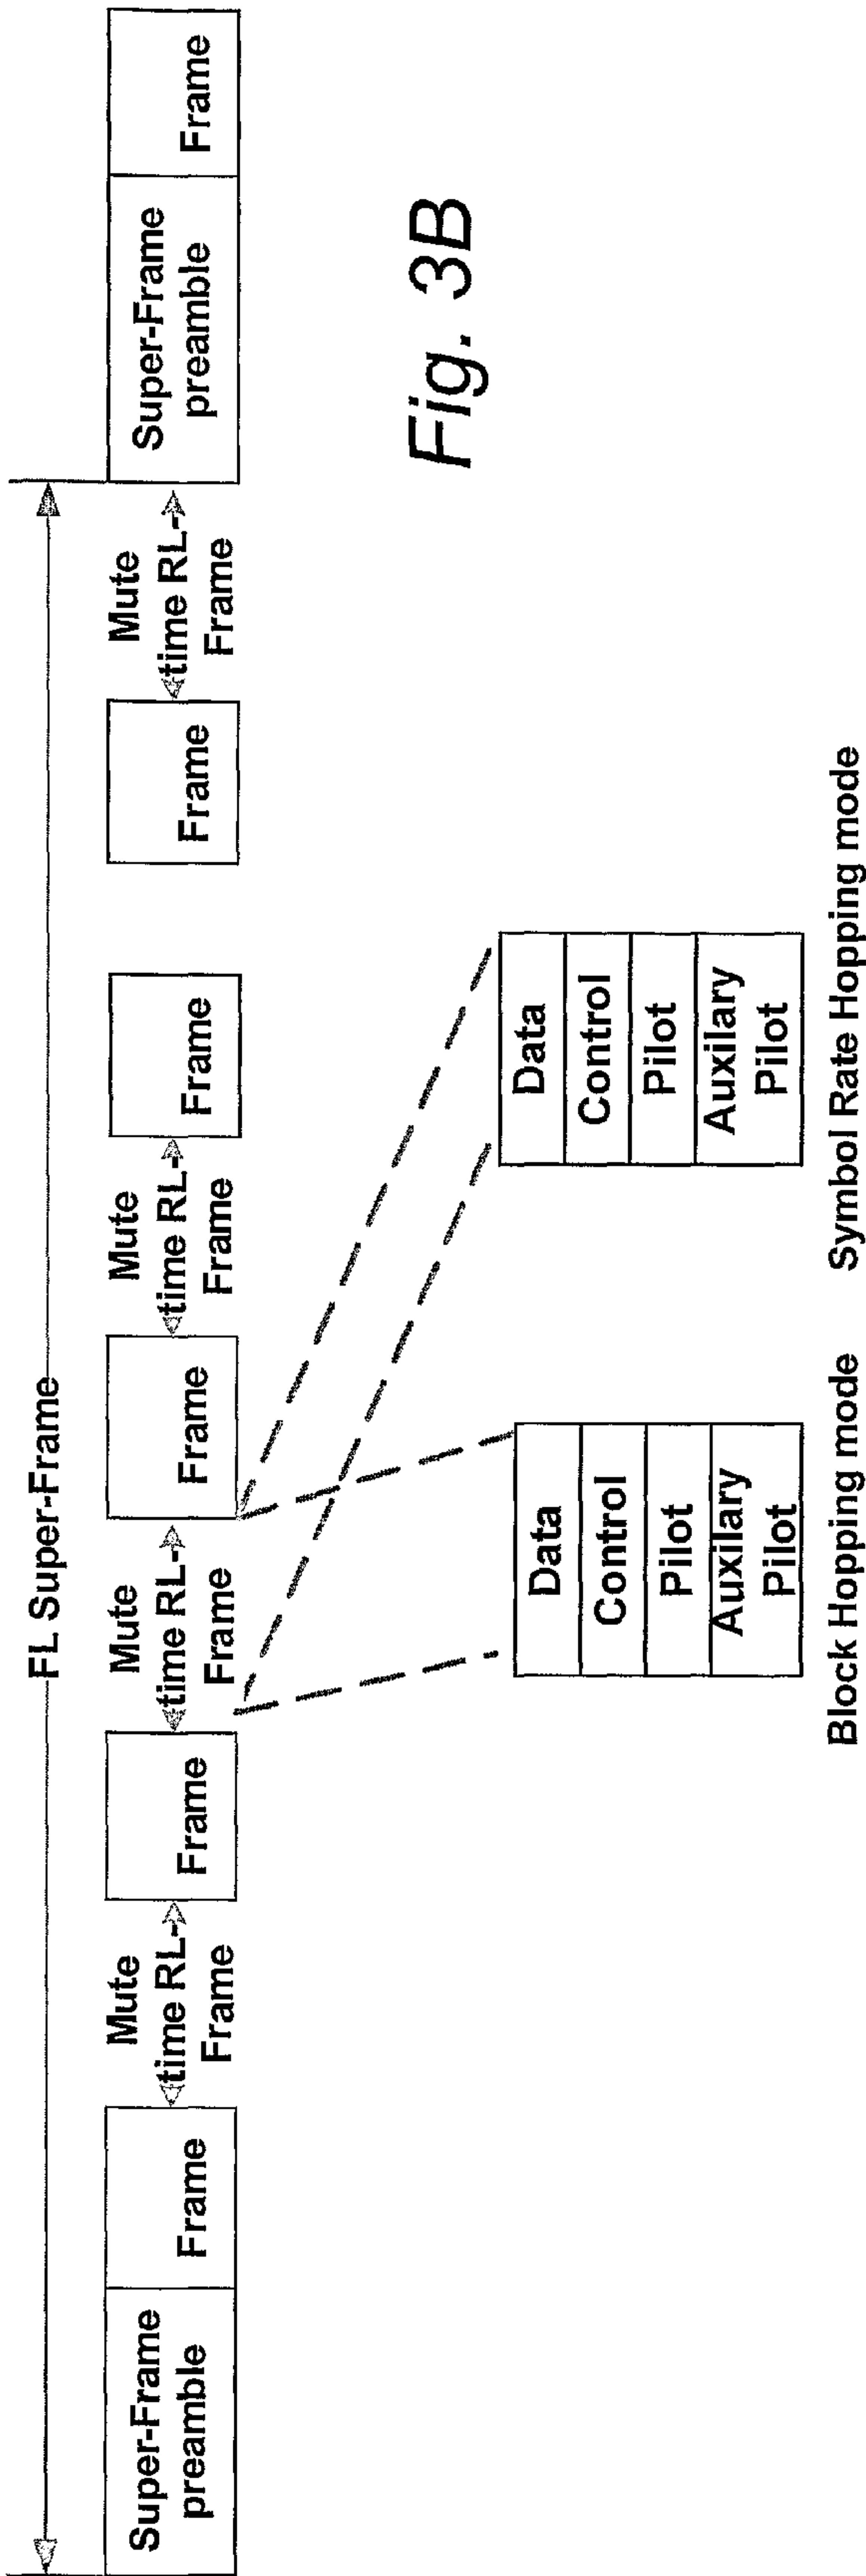 FL Super-Frame
Super-Frame
preamble
Frame
Mute
time RL-
Frame
Frame
Mute
time RL-
Frame
Frame
Mute
time RL-
Frame
Frame
Frame
Mute
time RL-
Frame
Super-Frame
preamble
Frame
Data
Control
Pilot
Auxilary
Pilot
Block Hopping mode
Data
Control
Pilot
Auxilary
Pilot
Symbol Rate Hopping mode
Fig. 3B